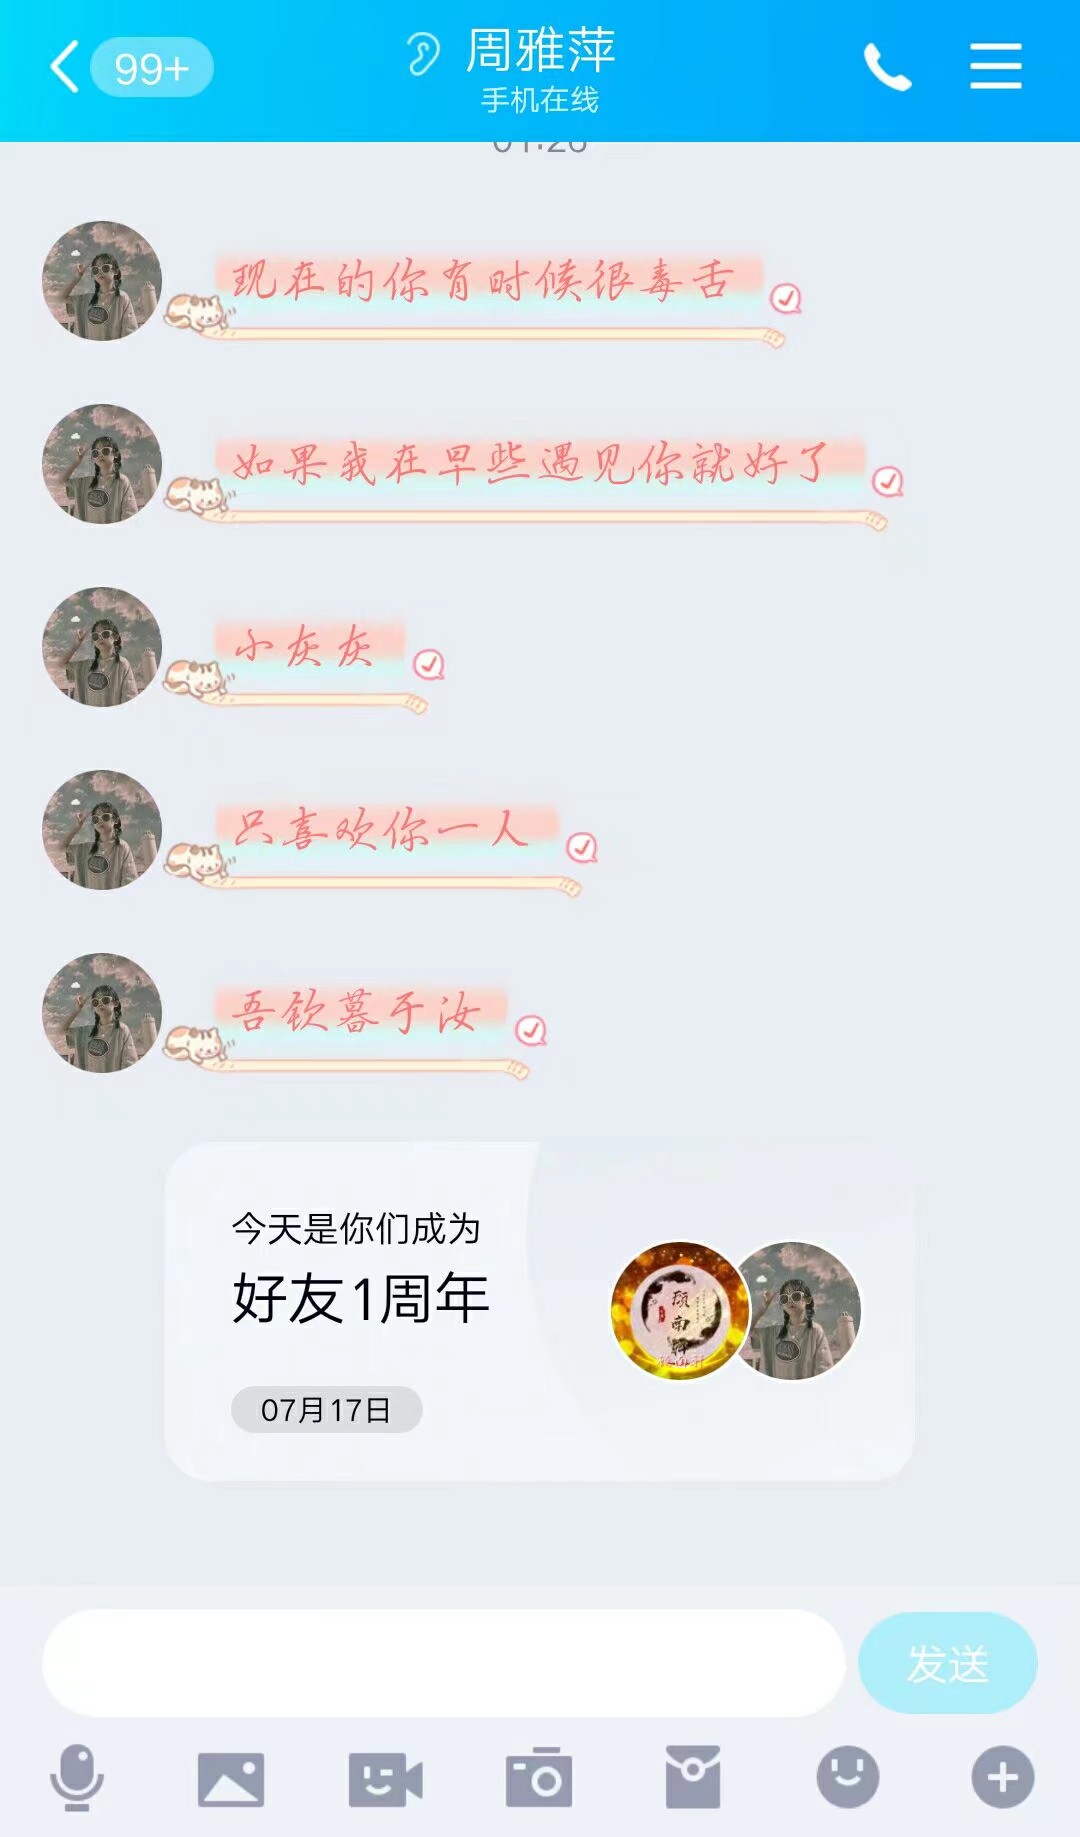 99+
周雅萍
手机在线
01:26
现在的你有时候很毒舌
如果我在早些遇见你就好了
小灰灰
只喜欢你一人
吾钦暮于汝
今天是你们成为
好友1周年
07月17日
发送